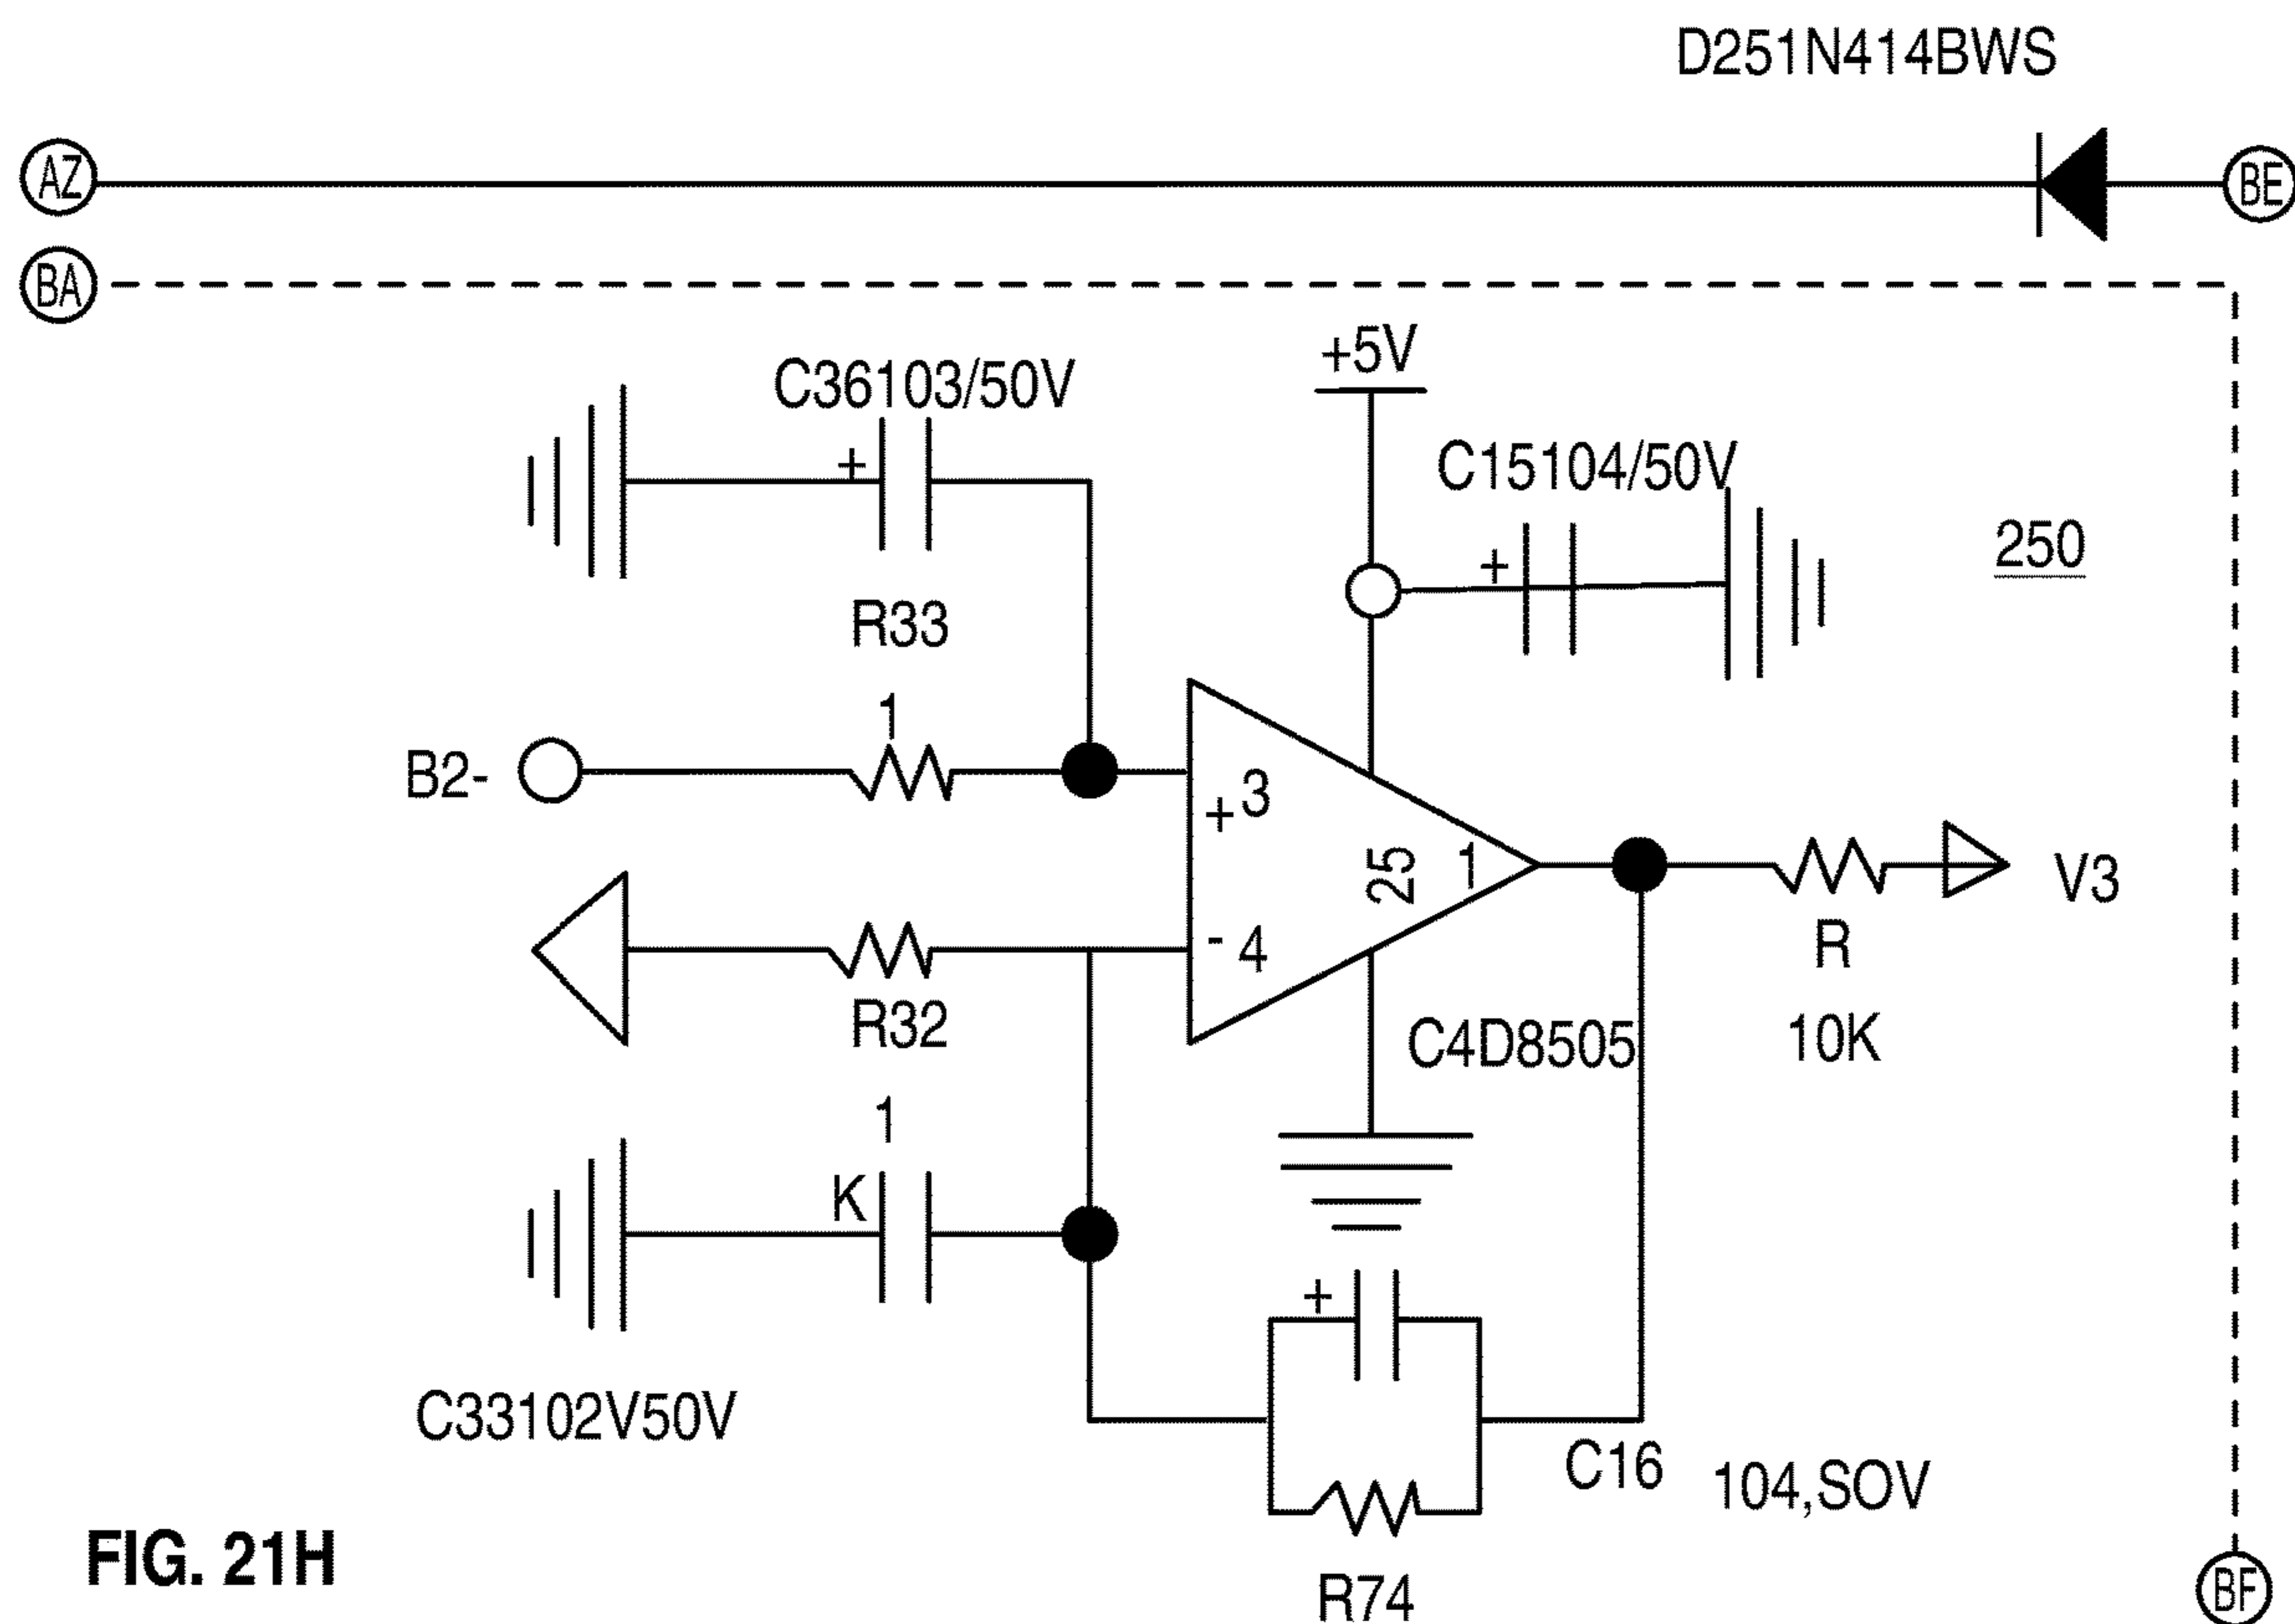 D251N414BWS
AZ
BE
BA
+5V
C36103/50V
+
C15104/50V
+
250
R33
1
B2-
+ 3
25
1
V3
- 4
R
R32
C4D8505
10K
1
K
+
C33102V50V
C16
104,SOV
FIG. 21H
R74
BF